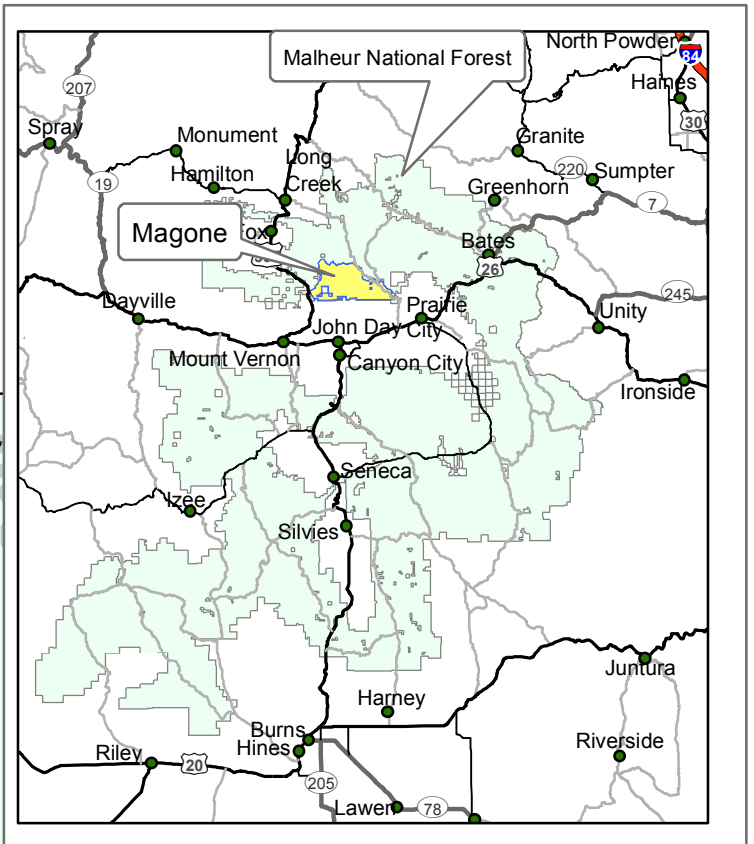 North Powder
Malheur National Forest
84
Haines
207
30
Spray
Monument
Granite
Long
Creek
19
Hamilton
220
Sumpter
Greenhorn
7
Magone
ox
Bates
26
Dayville
245
Prairie
City
Unity
John Day
Mount Vernon
Canyon City
Ironside
Seneca
Izee
Silvies
Juntura
Harney
Burns
Hines
Riverside
Riley
20
205
Lawen
78